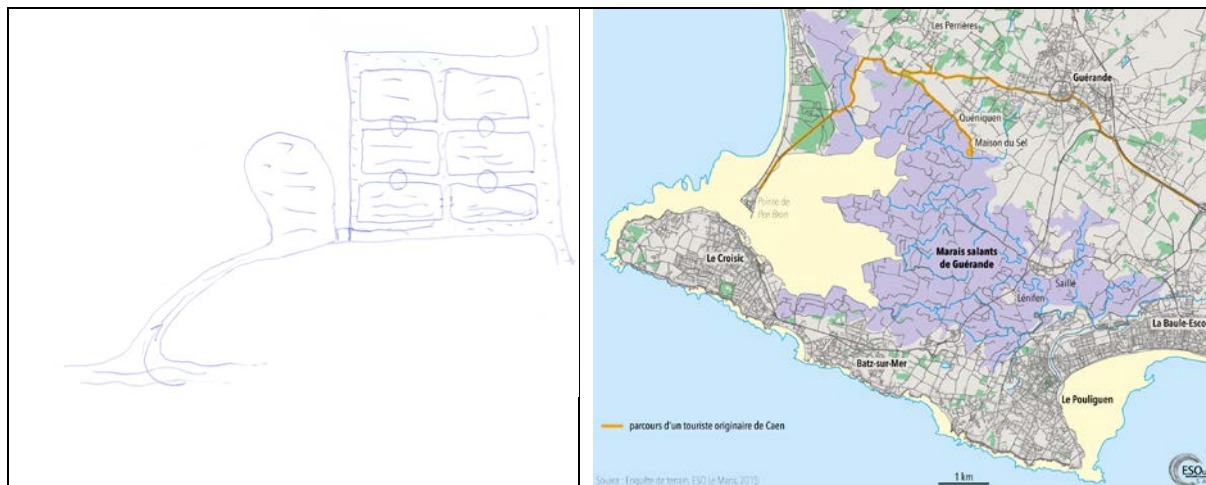 Les Perrières
Guérande
Quéniquen
Maison du Sel
Pointe de
Pen Bron
Le Croisic
Marais salants
de Guérande
Saillé
Lénifen
La Baule-Esco
Batz-sur-Mer
Le Pouliguen
parcours d'un touriste originaire de Caen
Source : Enquête de terrain, ESO Le Mans, 2015
1 km
ESO